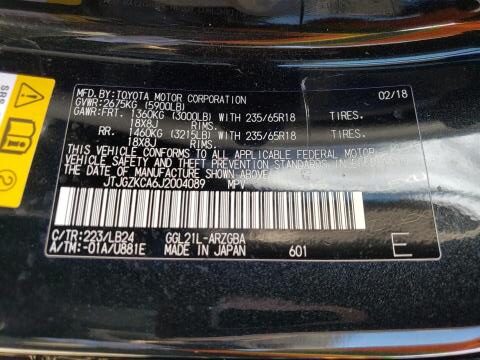 MFD.BY:TOYOTA MOTOR CORPORATION 02/18
GVWR:2675KG (5900LB)
GAWR:FRT. 1360KG (3000LB) WITH 235/65R18 TIRES,
18X8J RIMS,
RR. 1460KG (3215LB) WITH 235/65R18 TIRES,
18X8J RIMS,
THIS VEHICLE CONFORMS TO ALL APPLICABLE FEDERAL MOTOR
VEHICLE SAFETY, BUMPER, AND THEFT PREVENTION STANDARDS IN EFFECT ON
THE DATE OF MANUFACTURE SHOWN ABOVE.
JTJGZKCA6J2004089 MPV
C/TR:223/LB24 GGL21L-ARZGBA
A/TM:-01A/U881E MADE IN JAPAN 601 E
SRS